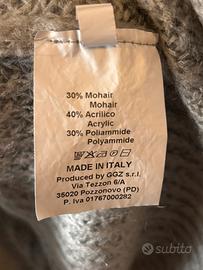 30% Mohair
Mohair
40% Acrilico
Acrylic
30% Poliammide
Polyammide
MADE IN ITALY
Produced by GGZ s.r.l.
Via Tezzon 6/A
35020 Pozzonovo (PD)
P. Iva 01767000282
subito